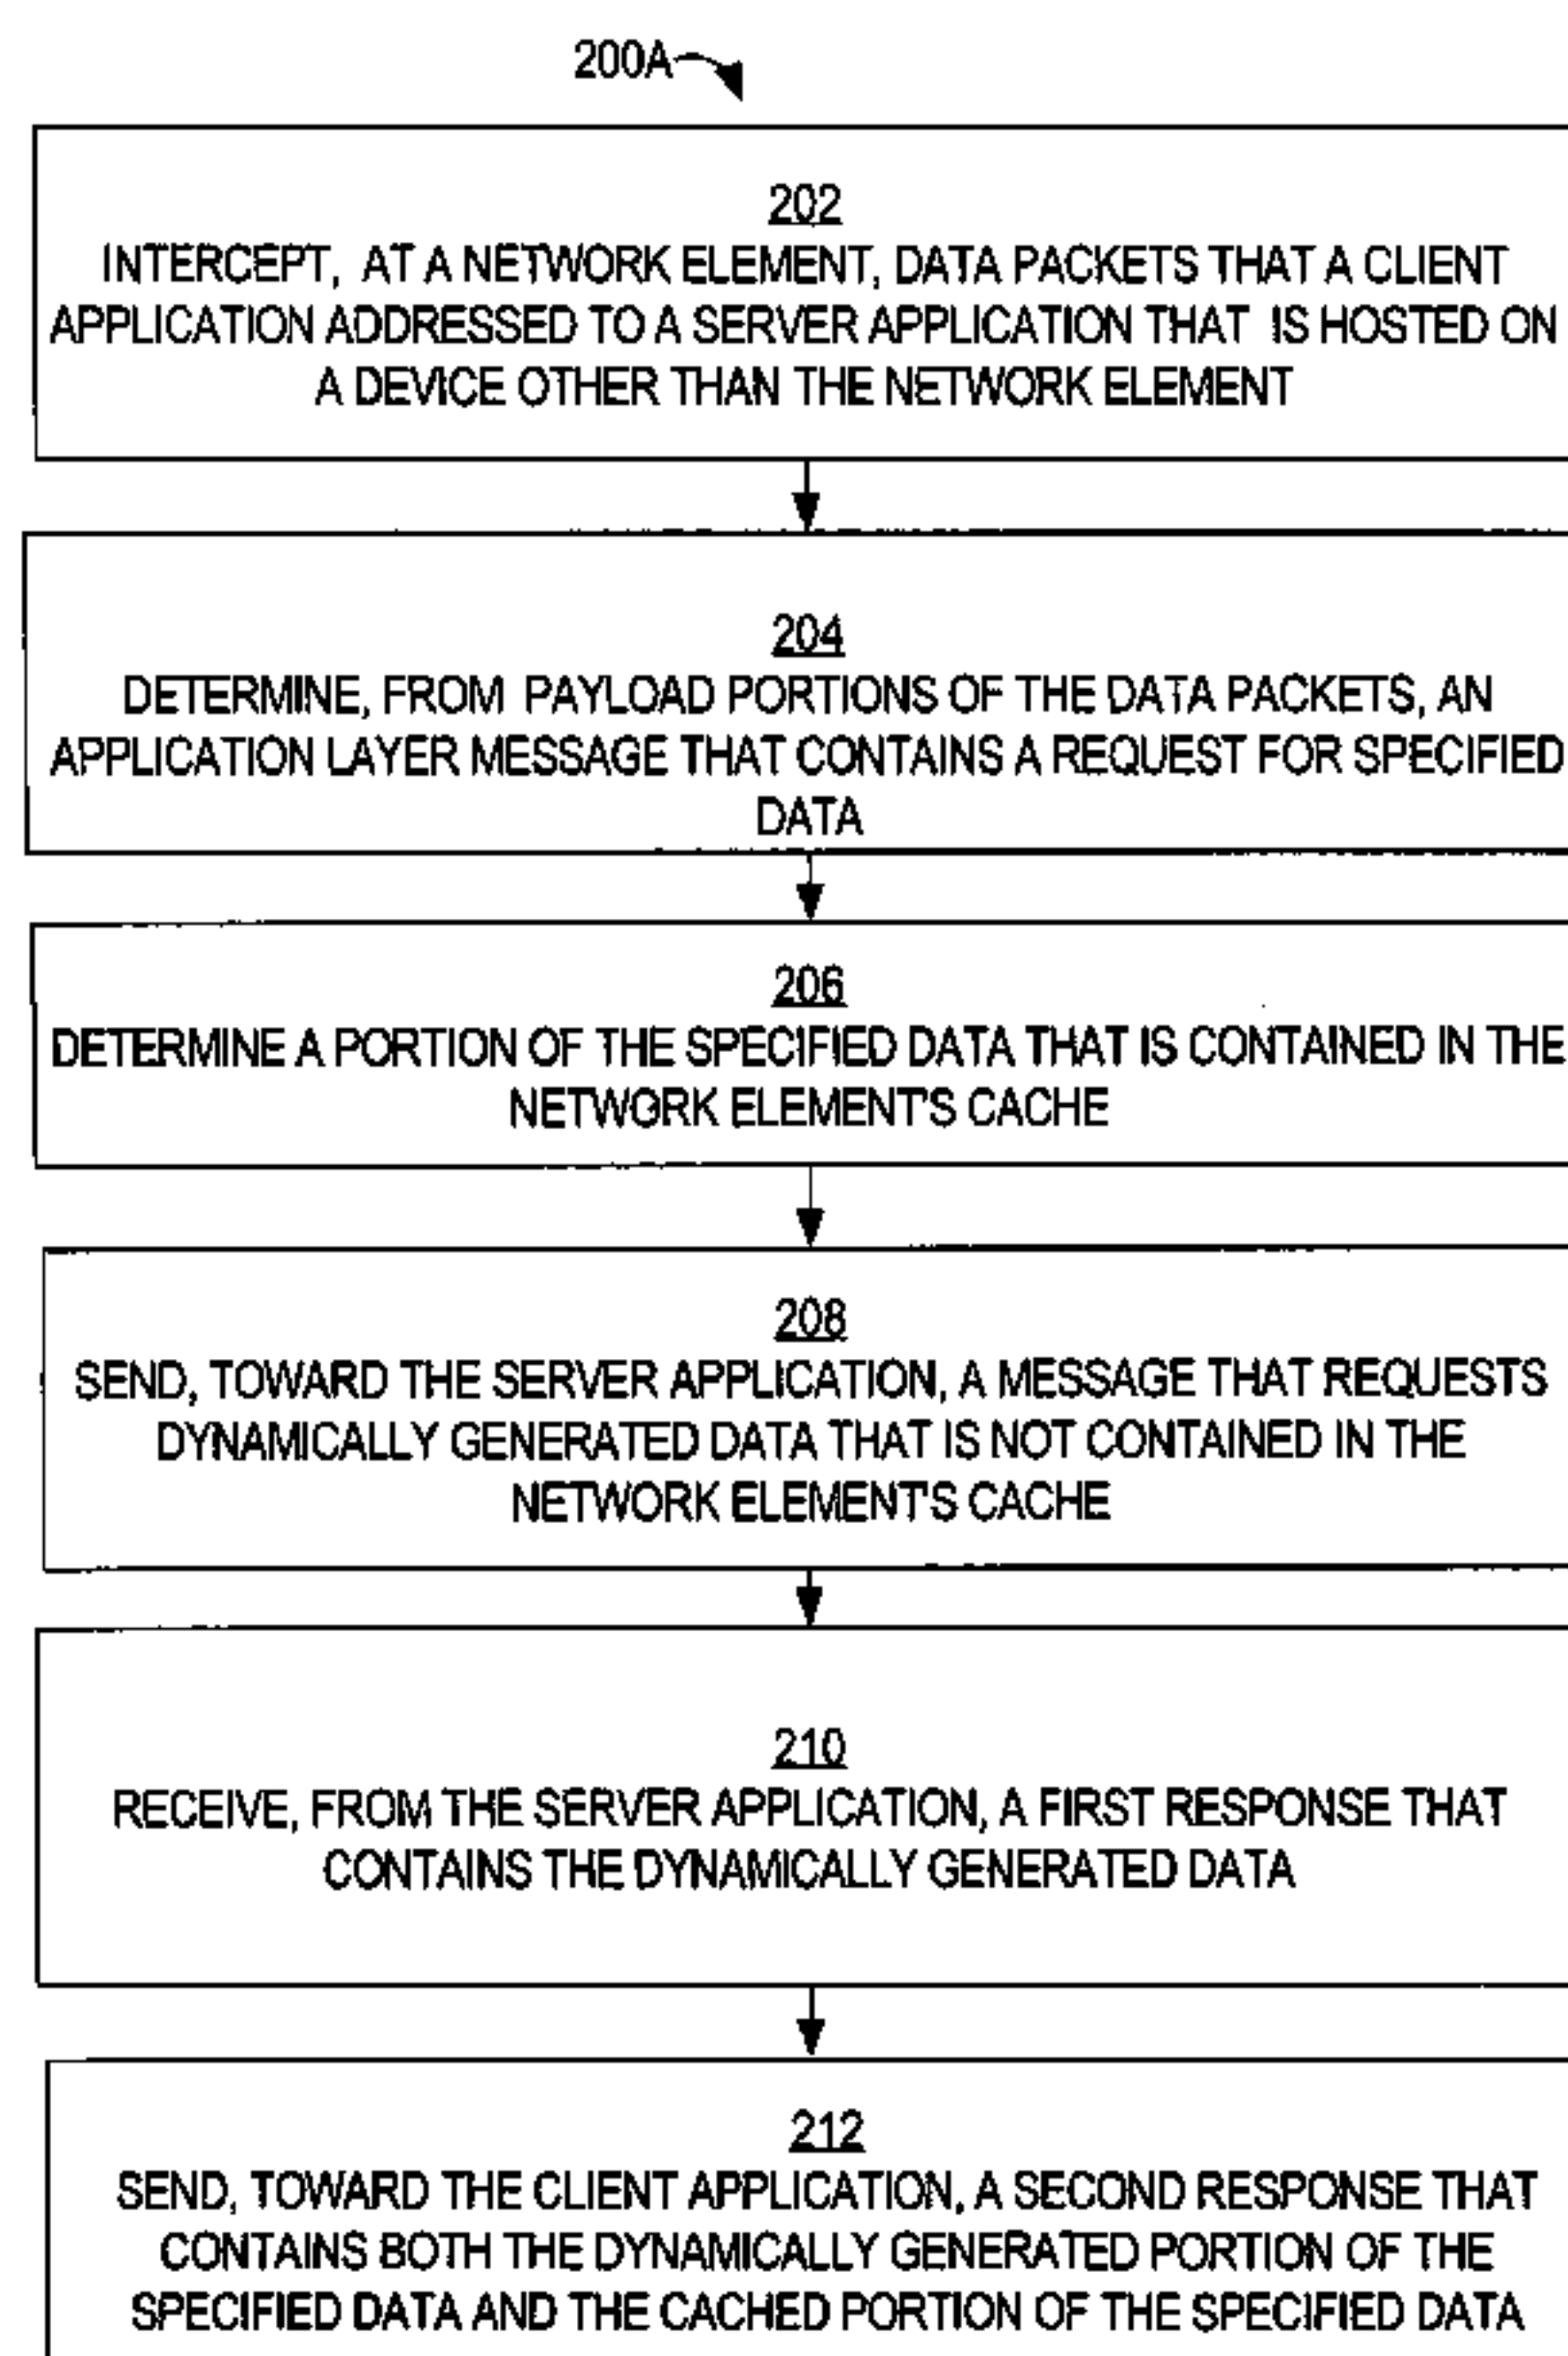 200A
202
INTERCEPT, AT A NETWORK ELEMENT, DATA PACKETS THAT A CLIENT
APPLICATION ADDRESSED TO A SERVER APPLICATION THAT IS HOSTED ON
A DEVICE OTHER THAN THE NETWORK ELEMENT
204
DETERMINE, FROM PAYLOAD PORTIONS OF THE DATA PACKETS, AN
APPLICATION LAYER MESSAGE THAT CONTAINS A REQUEST FOR SPECIFIED
DATA
206
DETERMINE A PORTION OF THE SPECIFIED DATA THAT IS CONTAINED IN THE
NETWORK ELEMENT'S CACHE
208
SEND, TOWARD THE SERVER APPLICATION, A MESSAGE THAT REQUESTS
DYNAMICALLY GENERATED DATA THAT IS NOT CONTAINED IN THE
NETWORK ELEMENT'S CACHE
210
RECEIVE, FROM THE SERVER APPLICATION, A FIRST RESPONSE THAT
CONTAINS THE DYNAMICALLY GENERATED DATA
212
SEND, TOWARD THE CLIENT APPLICATION, A SECOND RESPONSE THAT
CONTAINS BOTH THE DYNAMICALLY GENERATED PORTION OF THE
SPECIFIED DATA AND THE CACHED PORTION OF THE SPECIFIED DATA